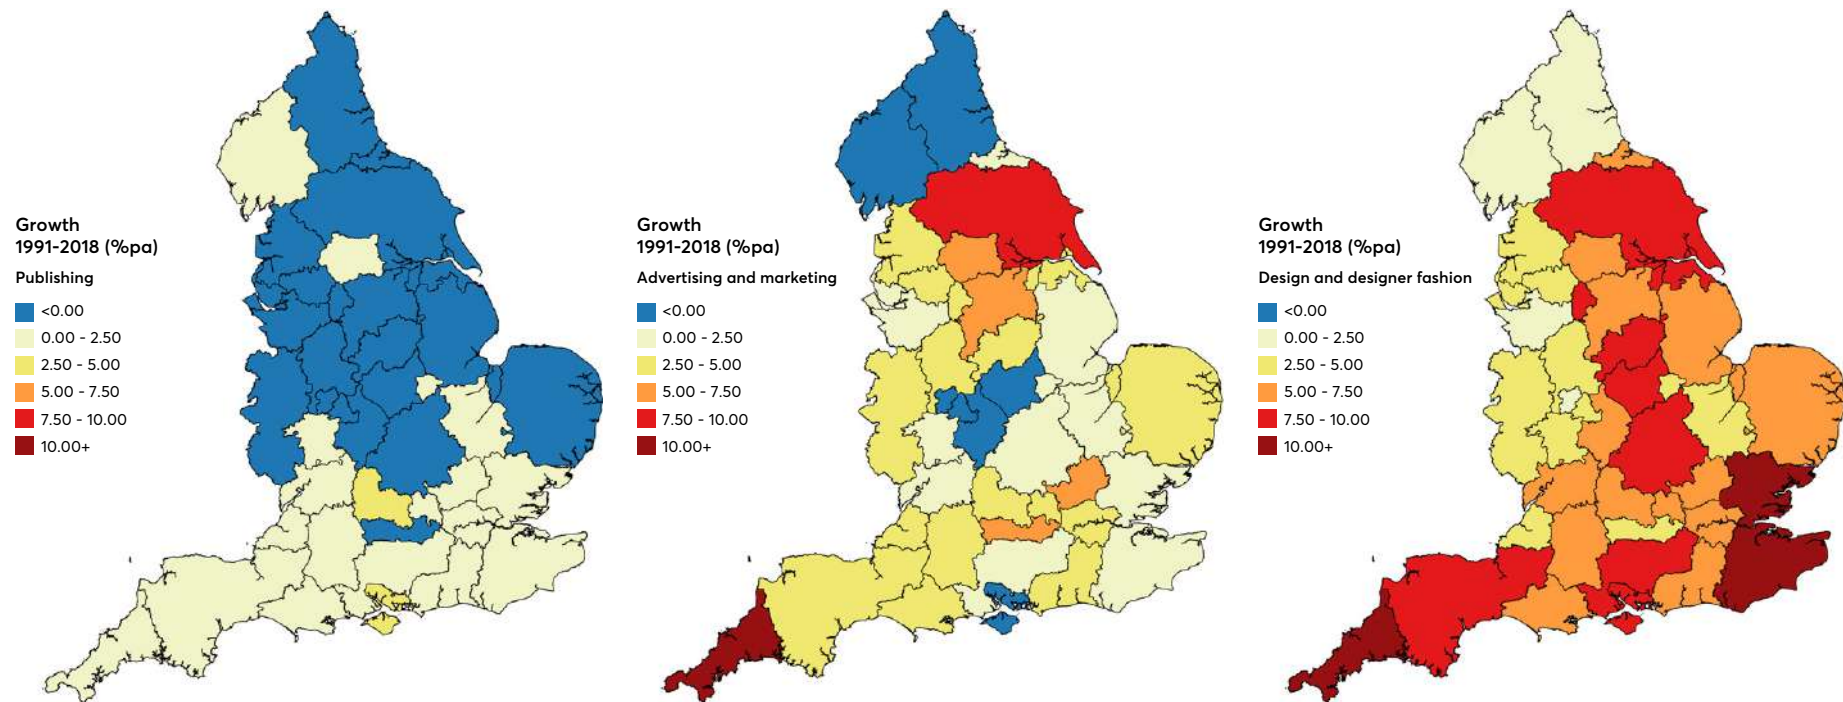 Growth
1991-2018 (%pa)
Publishing
<0.00
0.00 - 2.50
2.50 - 5.00
5.00 - 7.50
7.50 - 10.00
10.00+
Growth
1991-2018 (%pa)
Advertising and marketing
<0.00
0.00 - 2.50
2.50 - 5.00
5.00 - 7.50
7.50 - 10.00
10.00+
Growth
1991-2018 (%pa)
Design and designer fashion
<0.00
0.00 - 2.50
2.50 - 5.00
5.00 - 7.50
7.50 - 10.00
10.00+